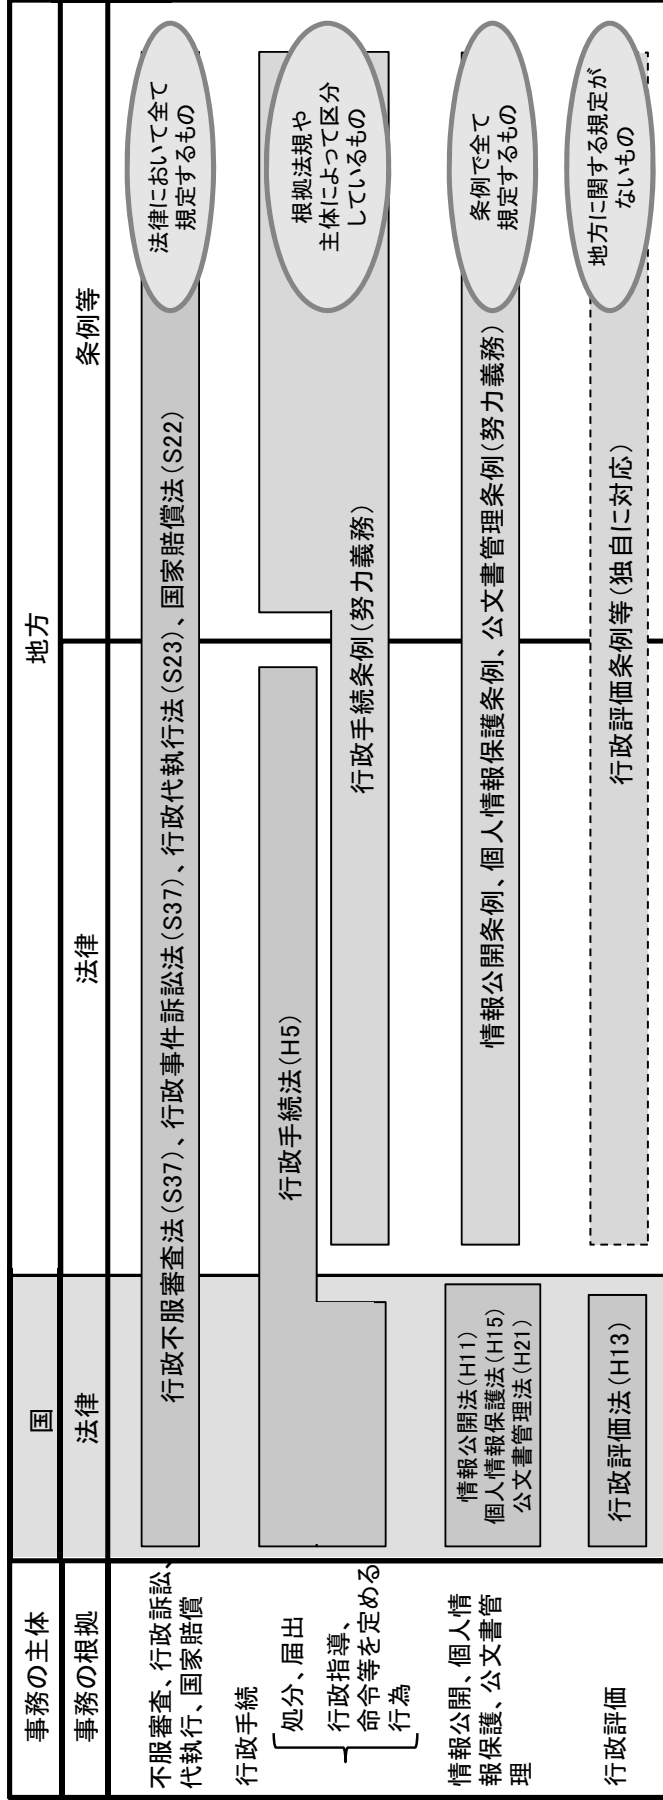 事務の主体
国
地方
事務の根拠
法律
法律
条例等
不服審査、行政訴訟、
代執行、国家賠償
行政不服審査法(S37)、行政事件訴訟法(S37)、行政代執行法(S23)、国家賠償法(S22)
法律において全て
規定するもの
行政手続
処分、届出
行政指導、
命令等を定める
行為
行政手続法(H5)
行政手続条例(努力義務)
根拠法規や
主体によって区分
しているもの
情報公開、個人情
報保護、公文書管
理
情報公開法(H11)
個人情報保護法(H15)
公文書管理法(H21)
情報公開条例、個人情報保護条例、公文書管理条例(努力義務)
条例で全て
規定するもの
行政評価
行政評価法(H13)
行政評価条例等(独自に対応)
地方に関する規定が
ないもの